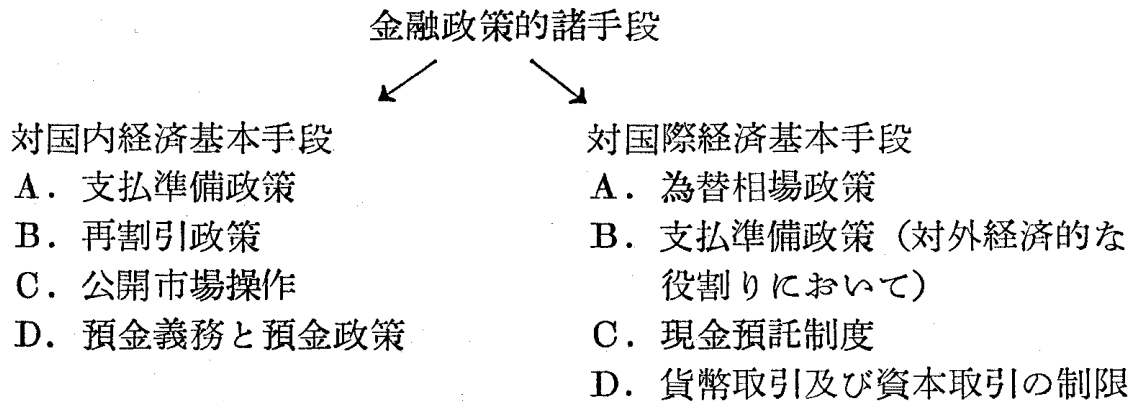 金融政策的諸手段
対国内経済基本手段
A．支払準備政策
B．再割引政策
C．公開市場操作
D．預金義務と預金政策
対国際経済基本手段
A．為替相場政策
B．支払準備政策（対外経済的な
役割りにおいて）
C．現金預託制度
D．貨幣取引及び資本取引の制限